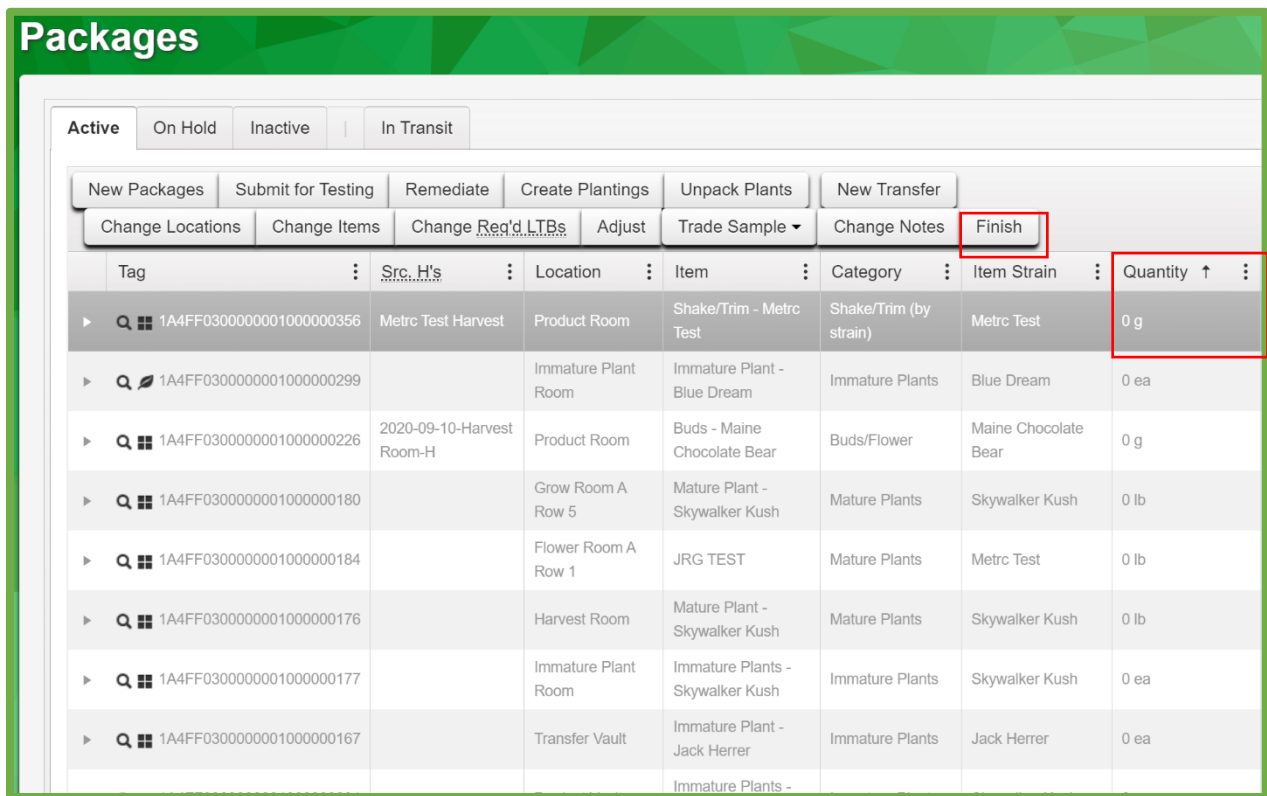 Packages
Active On Hold Inactive | In Transit
New Packages Submit for Testing Remediate Create Plantings Unpack Plants New Transfer
Change Locations Change Items Change Req'd LTBs Adjust Trade Sample Change Notes Finish
Tag Src. H's Location Item Category Item Strain Quantity ↑
1A4FF0300000001000000356 Metrc Test Harvest Product Room Shake/Trim - Metrc Test Shake/Trim (by strain) Metrc Test 0 g
1A4FF0300000001000000299 Immature Plant Room Immature Plant - Blue Dream Immature Plants Blue Dream 0 ea
1A4FF0300000001000000226 2020-09-10-Harvest Room-H Product Room Buds - Maine Chocolate Bear Buds/Flower Maine Chocolate Bear 0 g
1A4FF0300000001000000180 Grow Room A Row 5 Mature Plant - Skywalker Kush Mature Plants Skywalker Kush 0 lb
1A4FF0300000001000000184 Flower Room A Row 1 JRG TEST Mature Plants Metrc Test 0 lb
1A4FF0300000001000000176 Harvest Room Mature Plant - Skywalker Kush Mature Plants Skywalker Kush 0 lb
1A4FF0300000001000000177 Immature Plant Room Immature Plants - Skywalker Kush Immature Plants Skywalker Kush 0 ea
1A4FF0300000001000000167 Transfer Vault Immature Plant - Jack Herrer Immature Plants Jack Herrer 0 ea
Immature Plants -